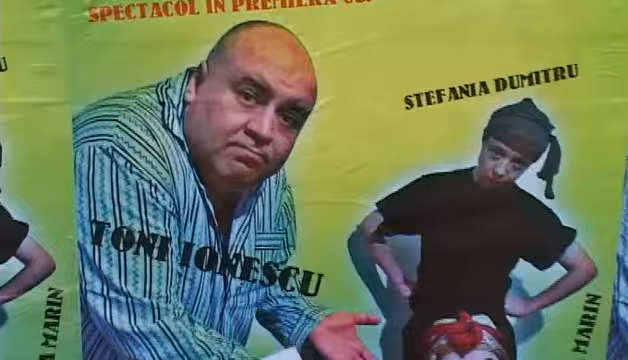 SPECTACOL IN PREMIERA
STEFANIA DUMITRU
TONI IONESCU
MARIN
A MARIN